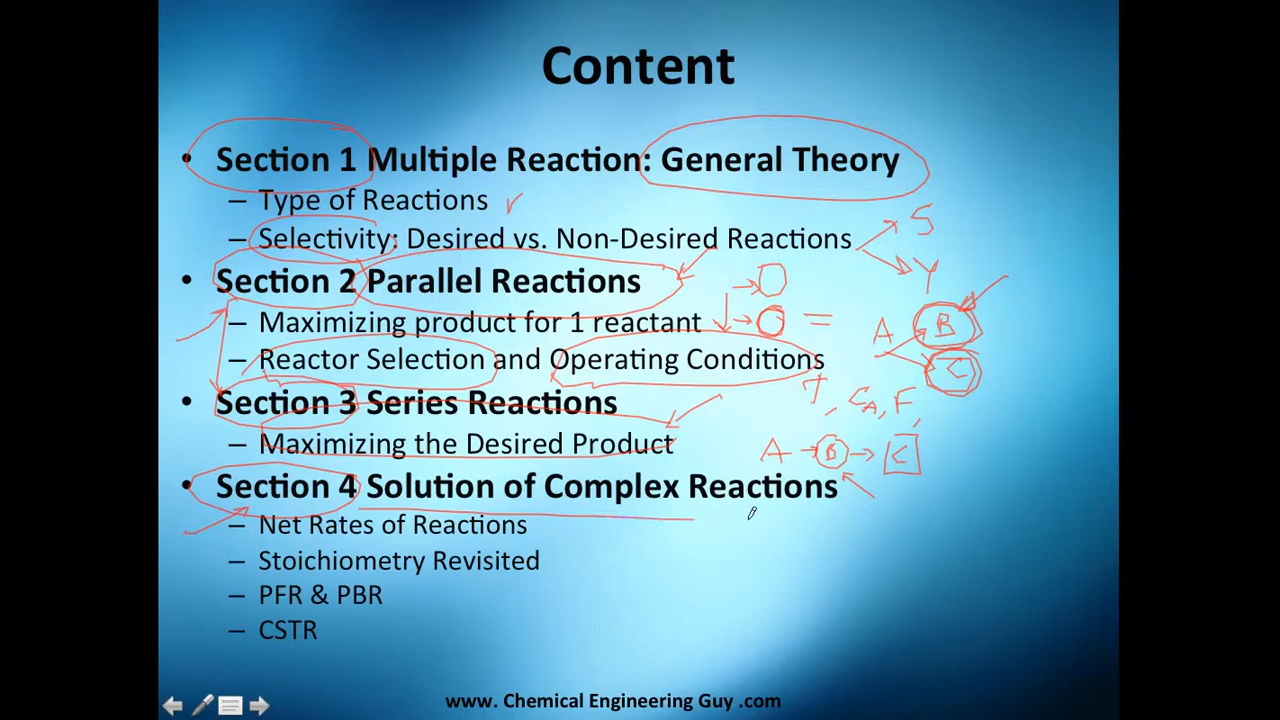 Content
• Section 1 Multiple Reaction: General Theory
– Type of Reactions
– Selectivity: Desired vs. Non-Desired Reactions
S
Y
• Section 2 Parallel Reactions
– Maximizing product for 1 reactant
=
A
B
C
– Reactor Selection and Operating Conditions
T, CA, F,
• Section 3 Series Reactions
– Maximizing the Desired Product
A → B → C
• Section 4 Solution of Complex Reactions
– Net Rates of Reactions
– Stoichiometry Revisited
– PFR & PBR
– CSTR
www. Chemical Engineering Guy .com